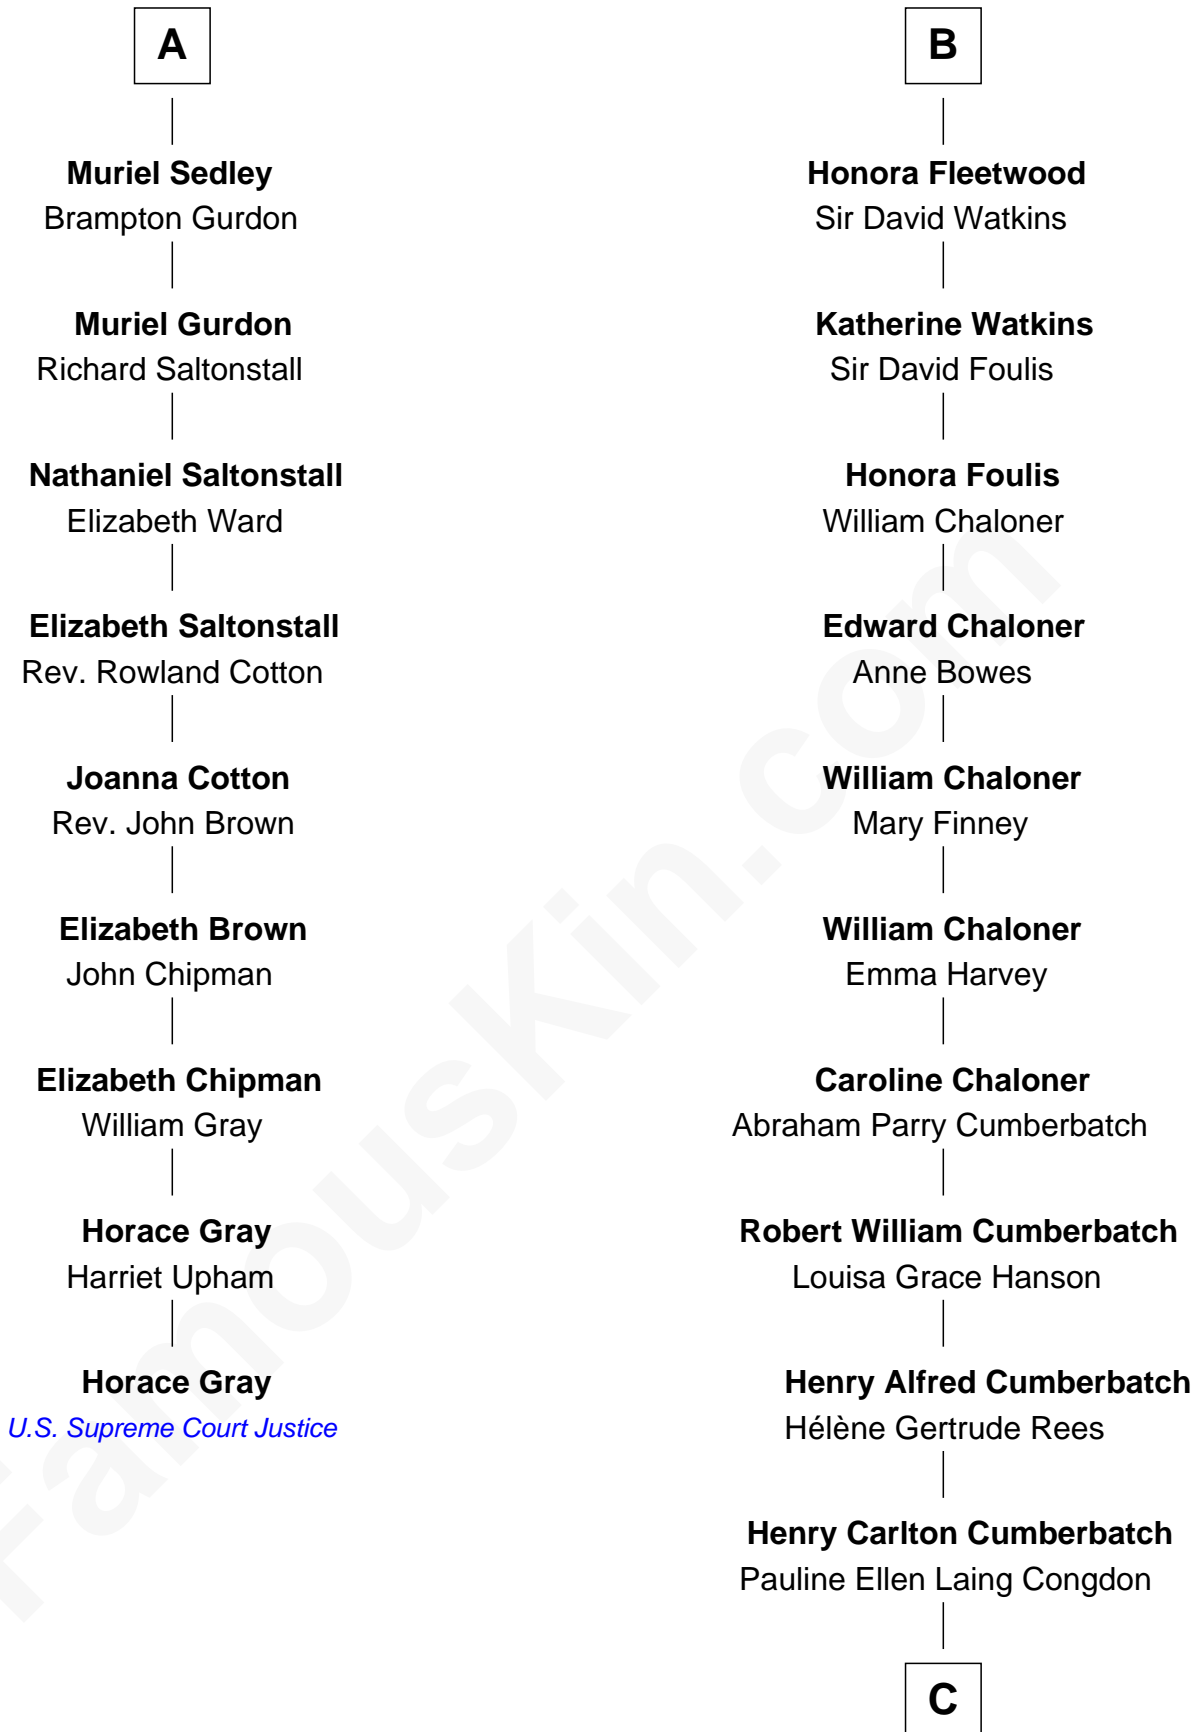 A
Muriel Sedley
Brampton Gurdon
Muriel Gurdon
Richard Saltonstall
Nathaniel Saltonstall
Elizabeth Ward
Elizabeth Saltonstall
Rev. Rowland Cotton
Joanna Cotton
Rev. John Brown
Elizabeth Brown
John Chipman
Elizabeth Chipman
William Gray
Horace Gray
Harriet Upham
Horace Gray
U.S. Supreme Court Justice
B
Honora Fleetwood
Sir David Watkins
Katherine Watkins
Sir David Foulis
Honora Foulis
William Chaloner
Edward Chaloner
Anne Bowes
William Chaloner
Mary Finney
William Chaloner
Emma Harvey
Caroline Chaloner
Abraham Parry Cumberbatch
Robert William Cumberbatch
Louisa Grace Hanson
Henry Alfred Cumberbatch
Hélène Gertrude Rees
Henry Carlton Cumberbatch
Pauline Ellen Laing Congdon
C
FamousKin.com